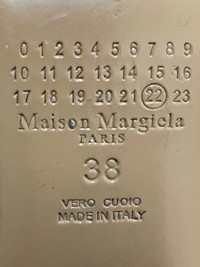 0 1 2 3 4 5 6 7 8 9
10 11 12 13 14 15 16
17 18 19 20 21 22 23
Maison Margiela
PARIS
38
VERO CUOIO
MADE IN ITALY